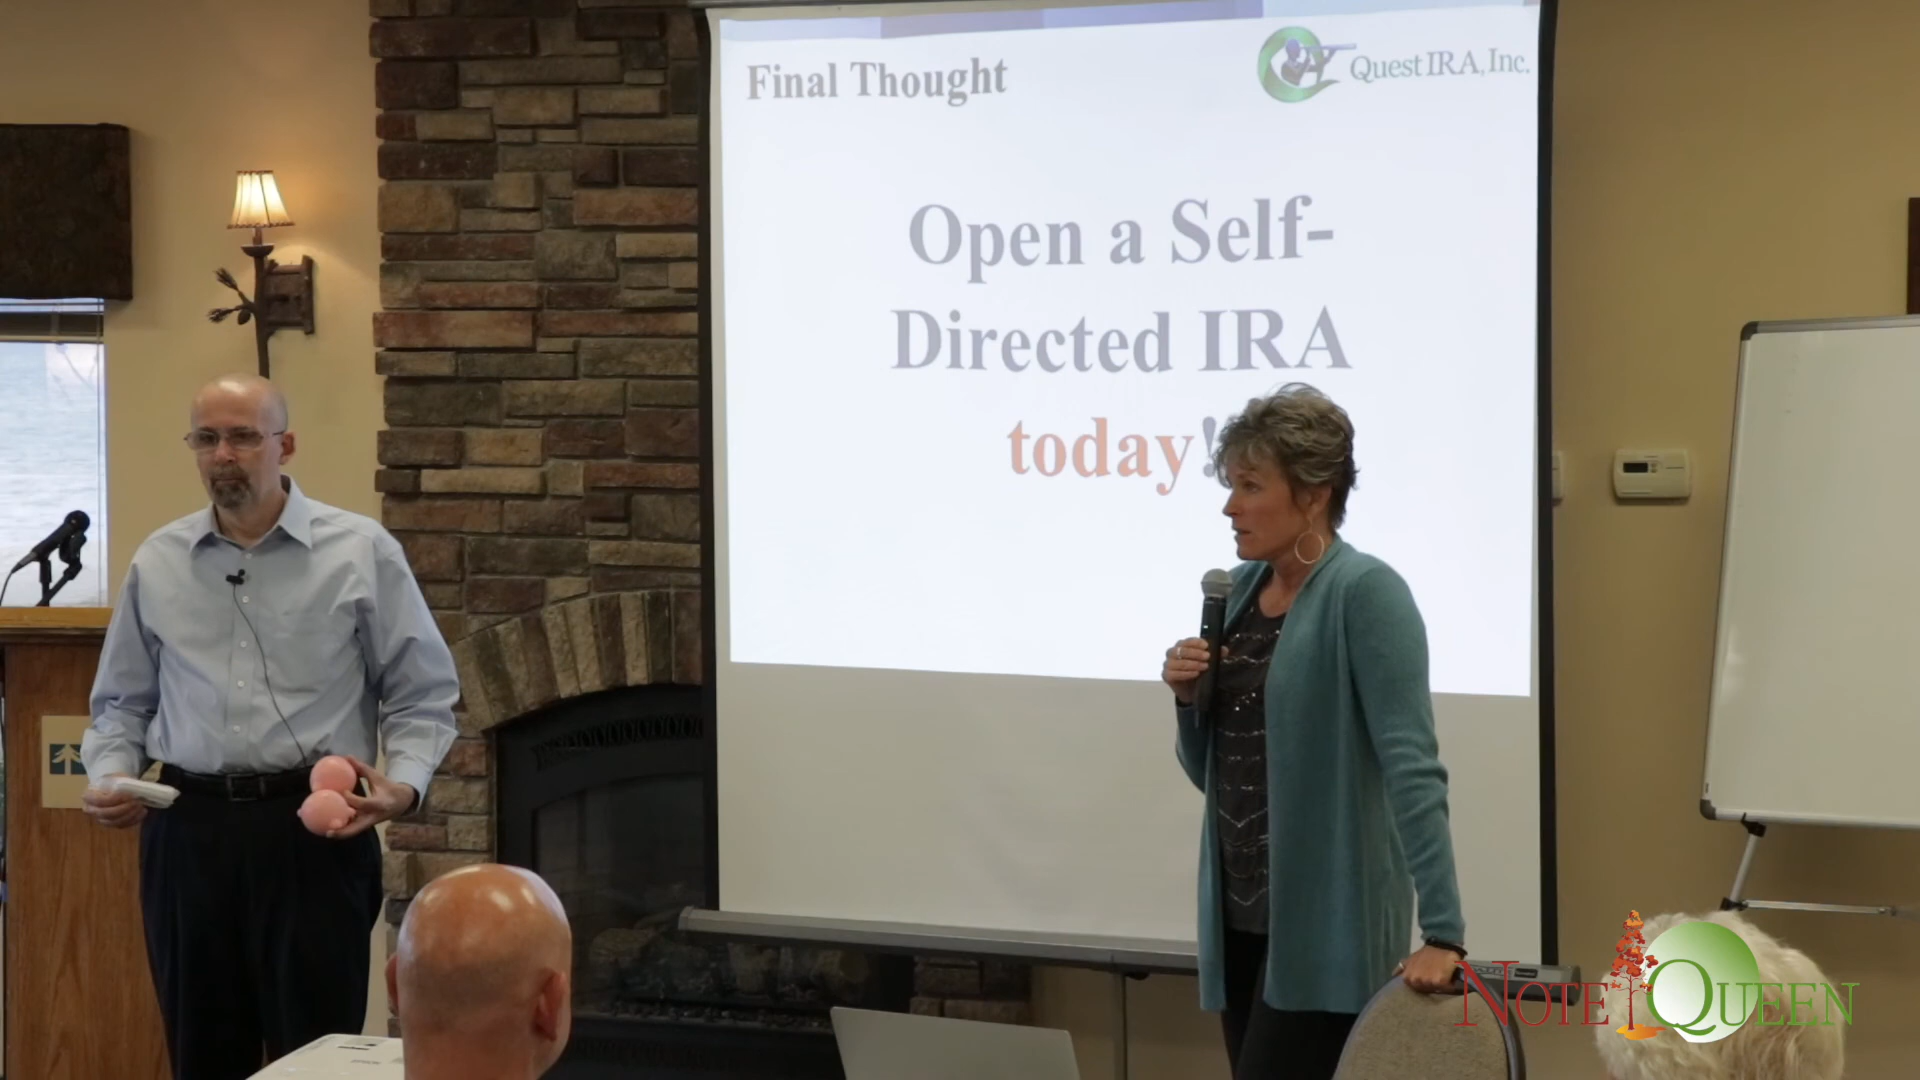 Final Thought
Quest IRA, Inc.
Open a Self-
Directed IRA
today!
NOTE QUEEN